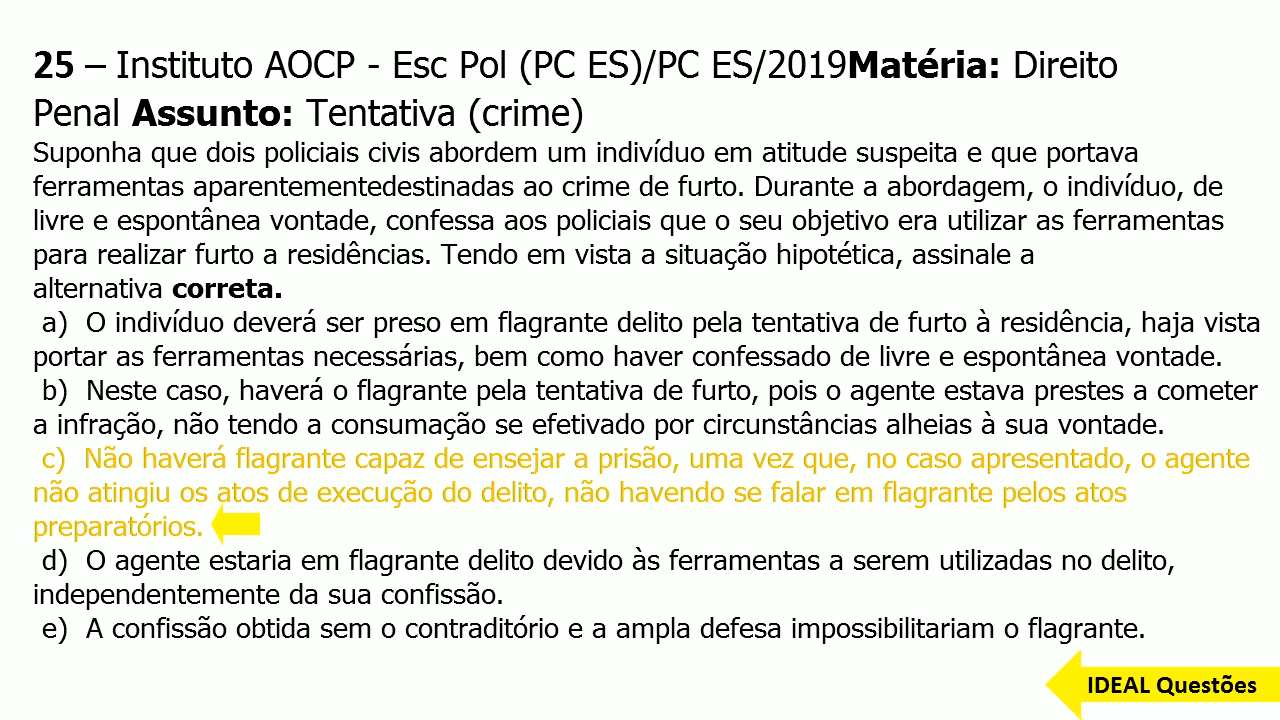 25 – Instituto AOCP - Esc Pol (PC ES)/PC ES/2019Matéria: Direito
Penal Assunto: Tentativa (crime)
Suponha que dois policiais civis abordem um indivíduo em atitude suspeita e que portava
ferramentas aparentementedestinadas ao crime de furto. Durante a abordagem, o indivíduo, de
livre e espontânea vontade, confessa aos policiais que o seu objetivo era utilizar as ferramentas
para realizar furto a residências. Tendo em vista a situação hipotética, assinale a
alternativa correta.
a) O indivíduo deverá ser preso em flagrante delito pela tentativa de furto à residência, haja vista
portar as ferramentas necessárias, bem como haver confessado de livre e espontânea vontade.
b) Neste caso, haverá o flagrante pela tentativa de furto, pois o agente estava prestes a cometer
a infração, não tendo a consumação se efetivado por circunstâncias alheias à sua vontade.
c) Não haverá flagrante capaz de ensejar a prisão, uma vez que, no caso apresentado, o agente
não atingiu os atos de execução do delito, não havendo se falar em flagrante pelos atos
preparatórios.
d) O agente estaria em flagrante delito devido às ferramentas a serem utilizadas no delito,
independentemente da sua confissão.
e) A confissão obtida sem o contraditório e a ampla defesa impossibilitariam o flagrante.
IDEAL Questões